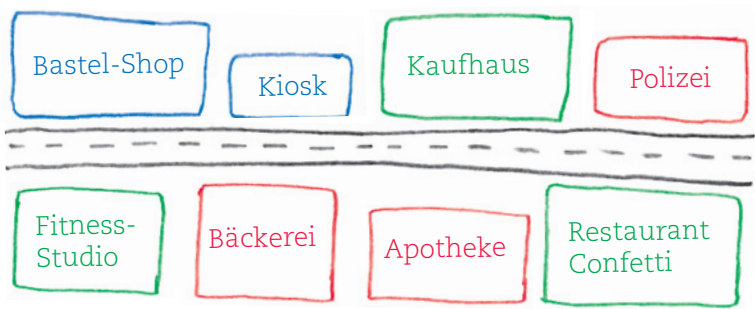 Bastel-Shop
Kiosk
Kaufhaus
Polizei
Fitness-
Studio
Bäckerei
Apotheke
Restaurant
Confetti